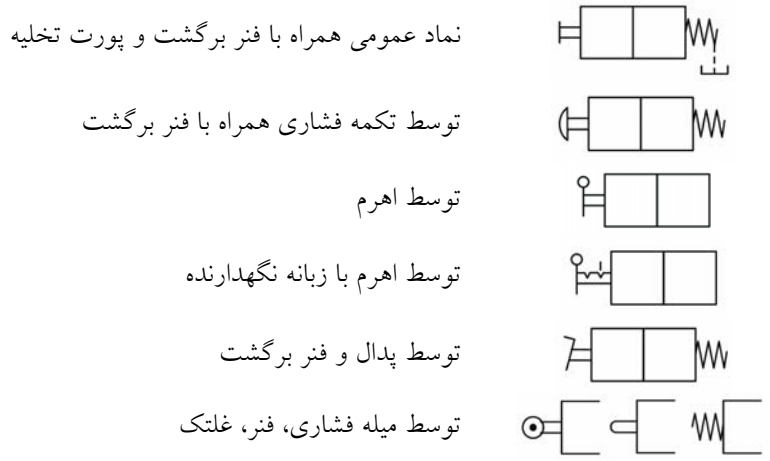 نماد عمومی همراه با فنر برگشت و پورت تخلیه
توسط تکمه فشاری همراه با فنر برگشت
توسط اهرم
توسط اهرم با زبانه نگهدارنده
توسط پدال و فنر برگشت
توسط میله فشاری، فنر، غلتک